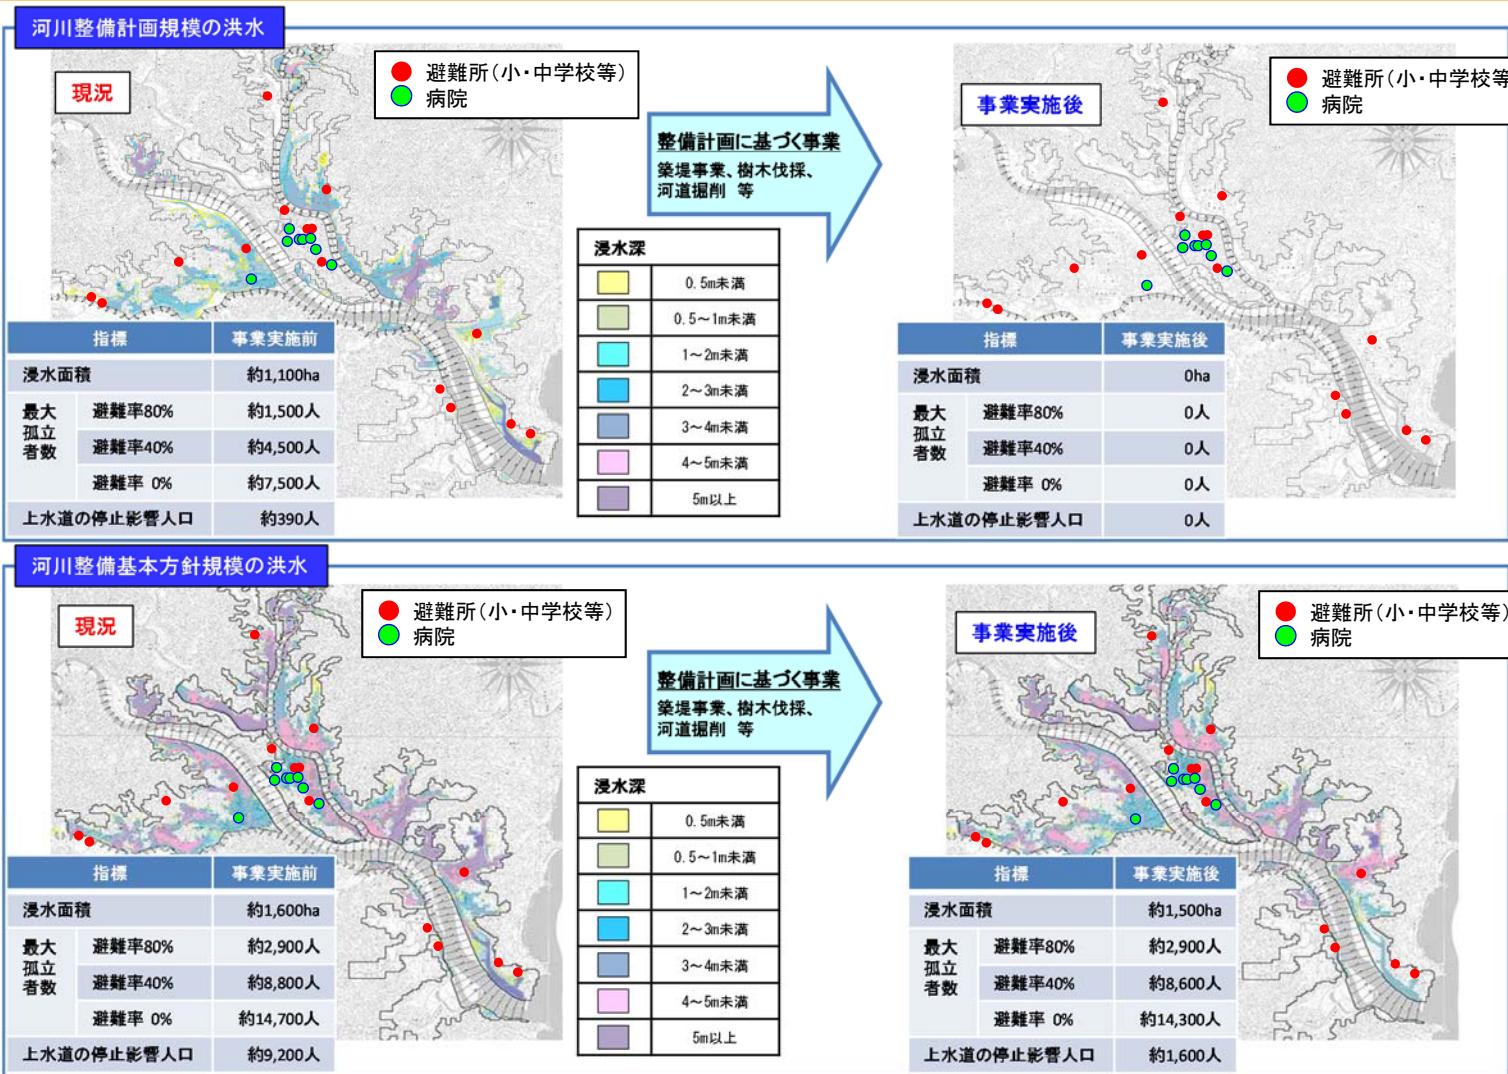 河川整備計画規模の洪水
現況
● 避難所(小・中学校等)
病院
整備計画に基づく事業
築堤事業、樹木伐採、
河道掘削 等
事業実施後
● 避難所(小・中学校等
病院
浸水深
0.5m未満
0.5～1m未満
1～2m未満
2～3m未満
3～4m未満
4～5m未満
5m以上
指標 事業実施前
浸水面積 約1,100ha
最大孤立者数 避難率80% 約1,500人
避難率40% 約4,500人
避難率 0% 約7,500人
上水道の停止影響人口 約390人
指標 事業実施後
浸水面積 0ha
最大孤立者数 避難率80% 0人
避難率40% 0人
避難率 0% 0人
上水道の停止影響人口 0人
河川整備基本方針規模の洪水
現況
● 避難所(小・中学校等)
病院
整備計画に基づく事業
築堤事業、樹木伐採、
河道掘削 等
事業実施後
● 避難所(小・中学校等)
病院
浸水深
0.5m未満
0.5～1m未満
1～2m未満
2～3m未満
3～4m未満
4～5m未満
5m以上
指標 事業実施前
浸水面積 約1,600ha
最大孤立者数 避難率80% 約2,900人
避難率40% 約8,800人
避難率 0% 約14,700人
上水道の停止影響人口 約9,200人
指標 事業実施後
浸水面積 約1,500ha
最大孤立者数 避難率80% 約2,900人
避難率40% 約8,600人
避難率 0% 約14,300人
上水道の停止影響人口 約1,600人